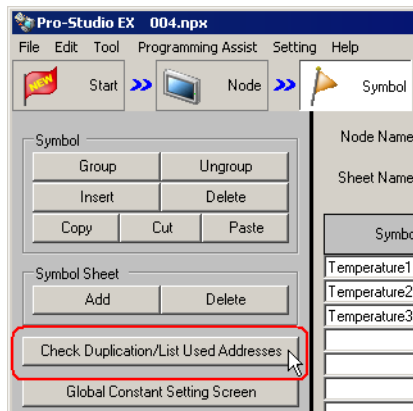 Pro-Studio EX 004.npx
File Edit Tool Programming Assist Setting Help
NEW Start Node Symbol
Symbol
Group Ungroup
Insert Delete
Copy Cut Paste
Symbol Sheet
Add Delete
Check Duplication/List Used Addresses
Global Constant Setting Screen
Node Name
Sheet Name
Symbo
Temperature1
Temperature2
Temperature3